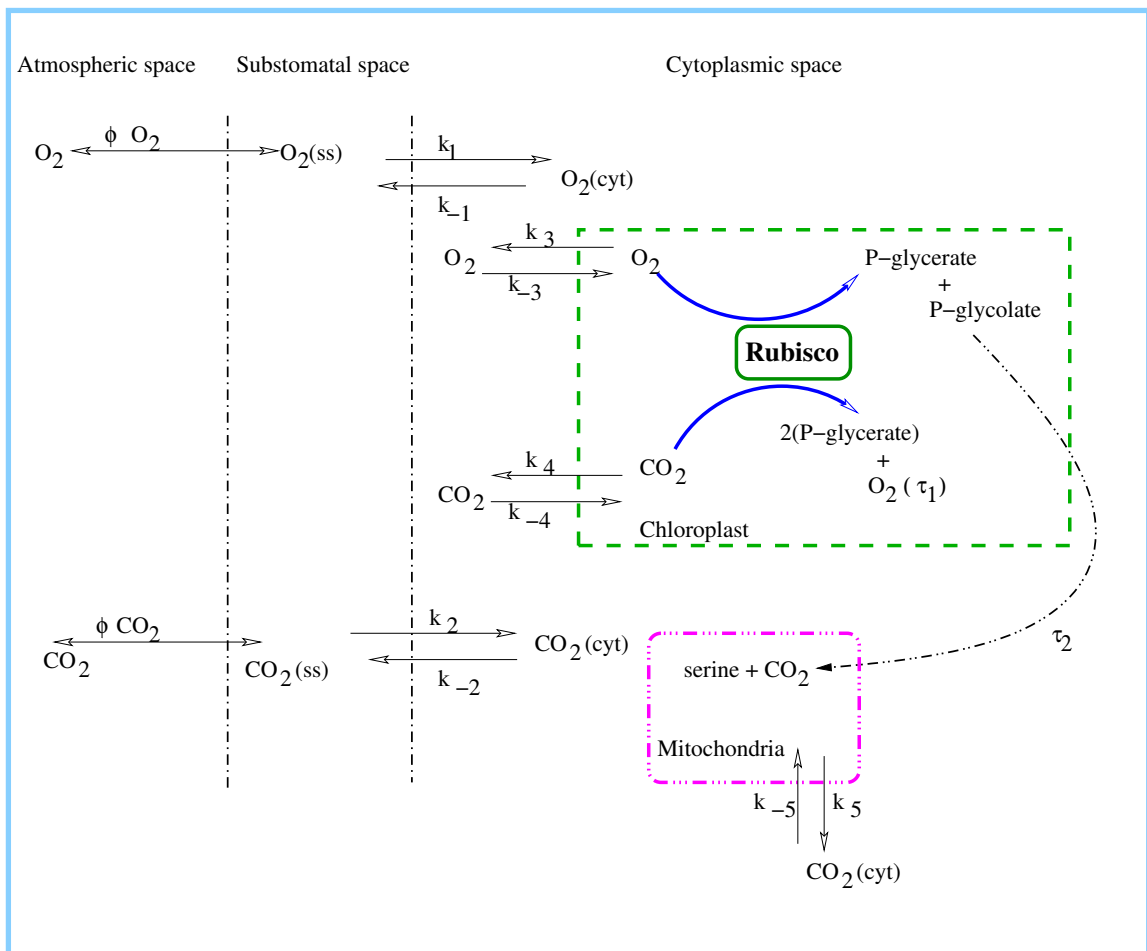 Atmospheric space
Substomatal space
Cytoplasmic space
ϕ O2
O2
O2(ss)
k1
O2(cyt)
k−1
k3
O2
k−3
O2
P−glycerate
+
P−glycolate
Rubisco
2(P−glycerate)
+
O2 ( τ1)
k4
CO2
CO2
k−4
Chloroplast
ϕ CO2
CO2
CO2(ss)
k2
CO2(cyt)
k−2
τ2
serine + CO2
Mitochondria
k−5
k5
CO2(cyt)